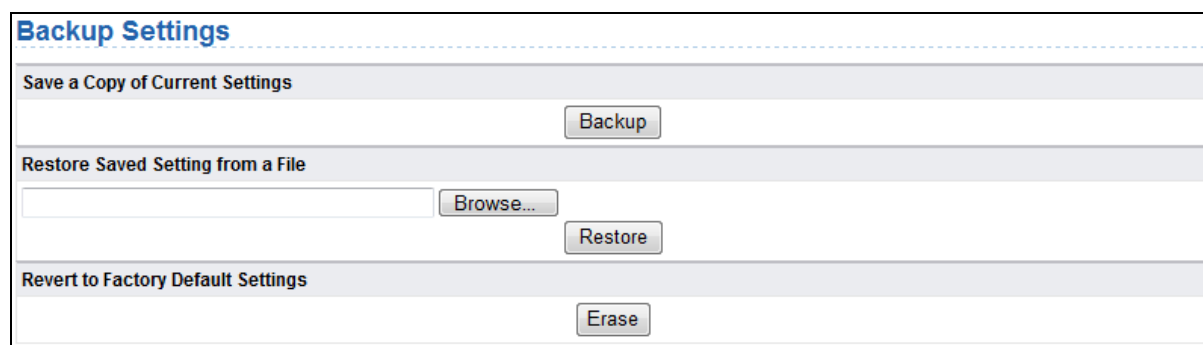 Backup Settings
Save a Copy of Current Settings
Backup
Restore Saved Setting from a File
Browse...
Restore
Revert to Factory Default Settings
Erase